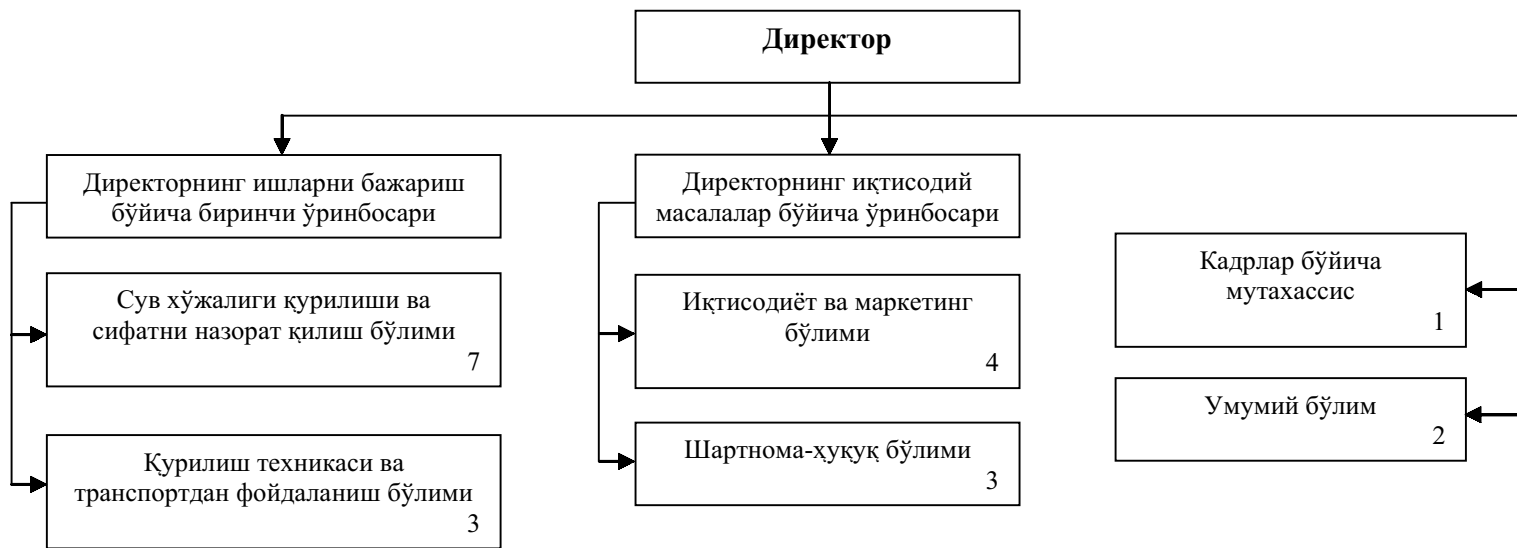 Директор
Директорнинг ишларни бажариш
бўйича биринчи ўринбосари
Директорнинг иқтисодий
масалалар бўйича ўринбосари
Сув хўжалиги қурилиши ва
сифатни назорат қилиш бўлими
7
Иқтисодиёт ва маркетинг
бўлими
4
Кадрлар бўйича
мутахассис
1
Қурилиш техникаси ва
транспортдан фойдаланиш бўлими
3
Шартнома-ҳуқуқ бўлими
3
Умумий бўлим
2